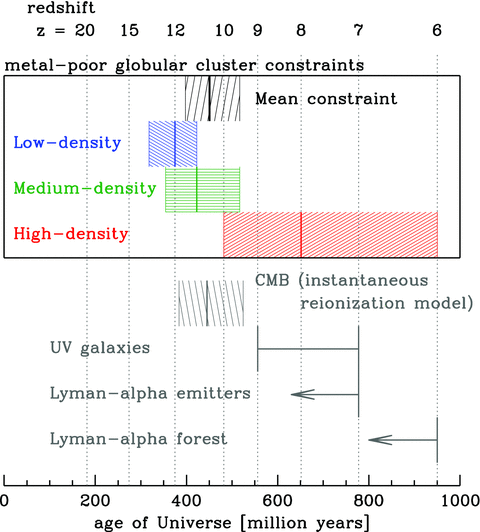 redshift
z = 20 15 12 10 9 8 7 6
metal-poor globular cluster constraints
Mean constraint
Low-density
Medium-density
High-density
CMB (instantaneous
reionization model)
UV galaxies
Lyman-alpha emitters
Lyman-alpha forest
0 200 400 600 800 1000
age of Universe [million years]